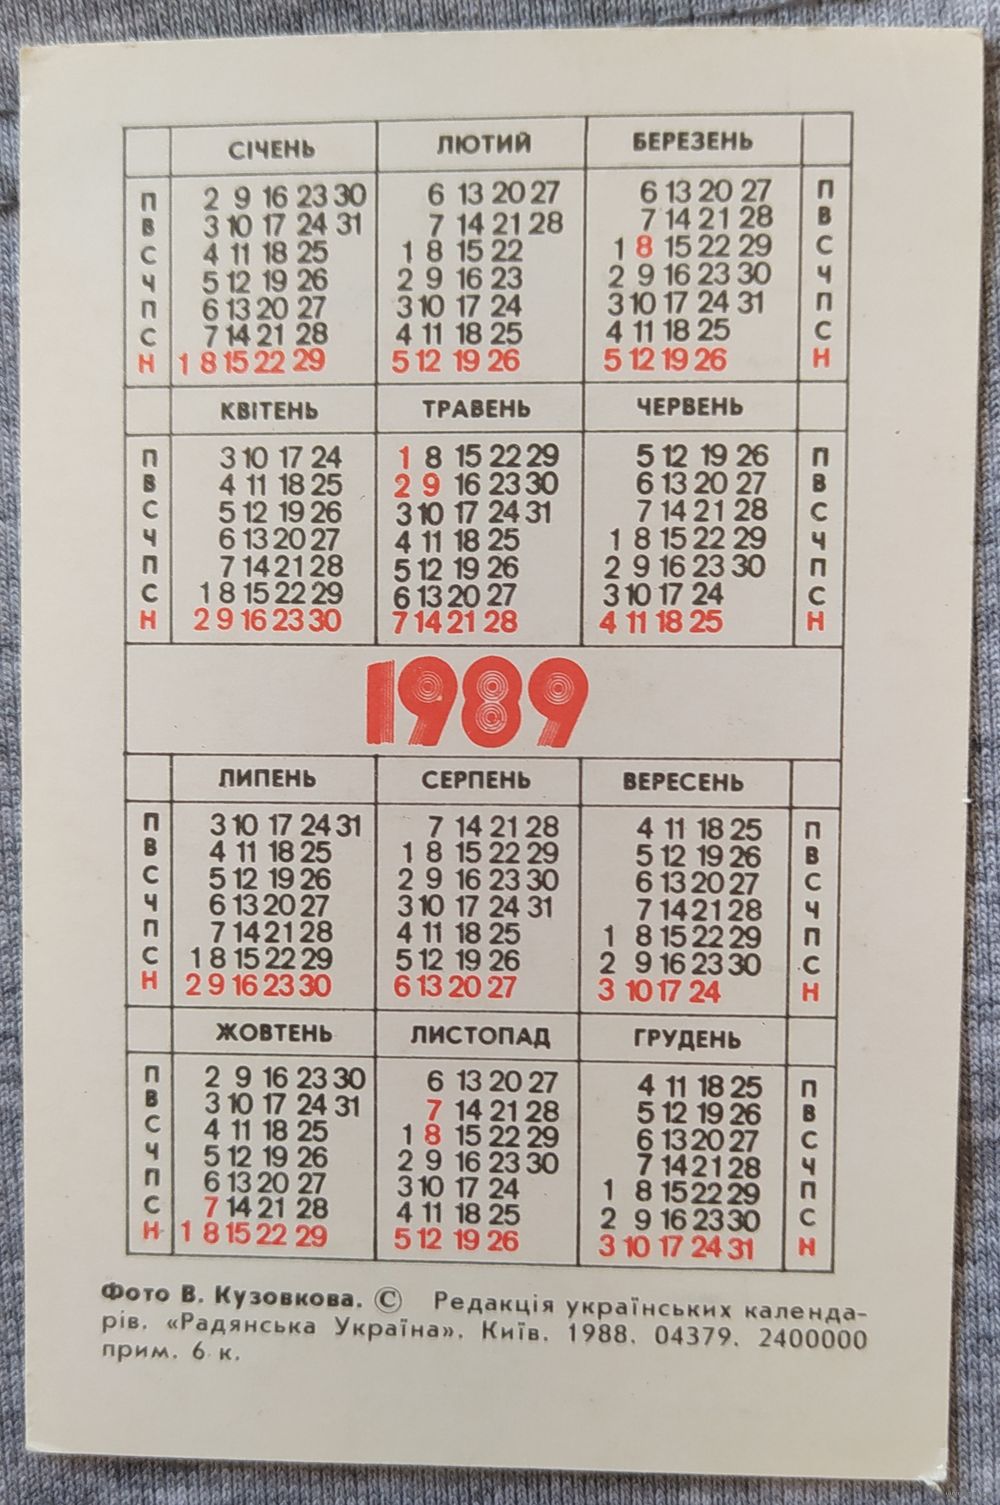 СІЧЕНЬ ЛЮТИЙ БЕРЕЗЕНЬ
П 2 9 16 23 30 6 13 20 27 6 13 20 27 П
В 3 10 17 24 31 7 14 21 28 7 14 21 28 В
С 4 11 18 25 1 8 15 22 1 8 15 22 29 С
Ч 5 12 19 26 2 9 16 23 2 9 16 23 30 Ч
П 6 13 20 27 3 10 17 24 3 10 17 24 31 П
С 7 14 21 28 4 11 18 25 4 11 18 25 С
Н 1 8 15 22 29 5 12 19 26 5 12 19 26 Н
КВІТЕНЬ ТРАВЕНЬ ЧЕРВЕНЬ
П 3 10 17 24 1 8 15 22 29 5 12 19 26 П
В 4 11 18 25 2 9 16 23 30 6 13 20 27 В
С 5 12 19 26 3 10 17 24 31 7 14 21 28 С
Ч 6 13 20 27 4 11 18 25 1 8 15 22 29 Ч
П 7 14 21 28 5 12 19 26 2 9 16 23 30 П
С 1 8 15 22 29 6 13 20 27 3 10 17 24 С
Н 2 9 16 23 30 7 14 21 28 4 11 18 25 Н
1989
ЛИПЕНЬ СЕРПЕНЬ ВЕРЕСЕНЬ
П 3 10 17 24 31 7 14 21 28 4 11 18 25 П
В 4 11 18 25 1 8 15 22 29 5 12 19 26 В
С 5 12 19 26 2 9 16 23 30 6 13 20 27 С
Ч 6 13 20 27 3 10 17 24 31 7 14 21 28 Ч
П 7 14 21 28 4 11 18 25 1 8 15 22 29 П
С 1 8 15 22 29 5 12 19 26 2 9 16 23 30 С
Н 2 9 16 23 30 6 13 20 27 3 10 17 24 Н
ЖОВТЕНЬ ЛИСТОПАД ГРУДЕНЬ
П 2 9 16 23 30 6 13 20 27 4 11 18 25 П
В 3 10 17 24 31 7 14 21 28 5 12 19 26 В
С 4 11 18 25 1 8 15 22 29 6 13 20 27 С
Ч 5 12 19 26 2 9 16 23 30 7 14 21 28 Ч
П 6 13 20 27 3 10 17 24 1 8 15 22 29 П
С 7 14 21 28 4 11 18 25 2 9 16 23 30 С
Н 1 8 15 22 29 5 12 19 26 3 10 17 24 31 Н
Фото В. Кузовкова. © Редакція українських календа-
рів. «Радянська Україна». Київ. 1988. 04379. 2400000
прим. 6 к.